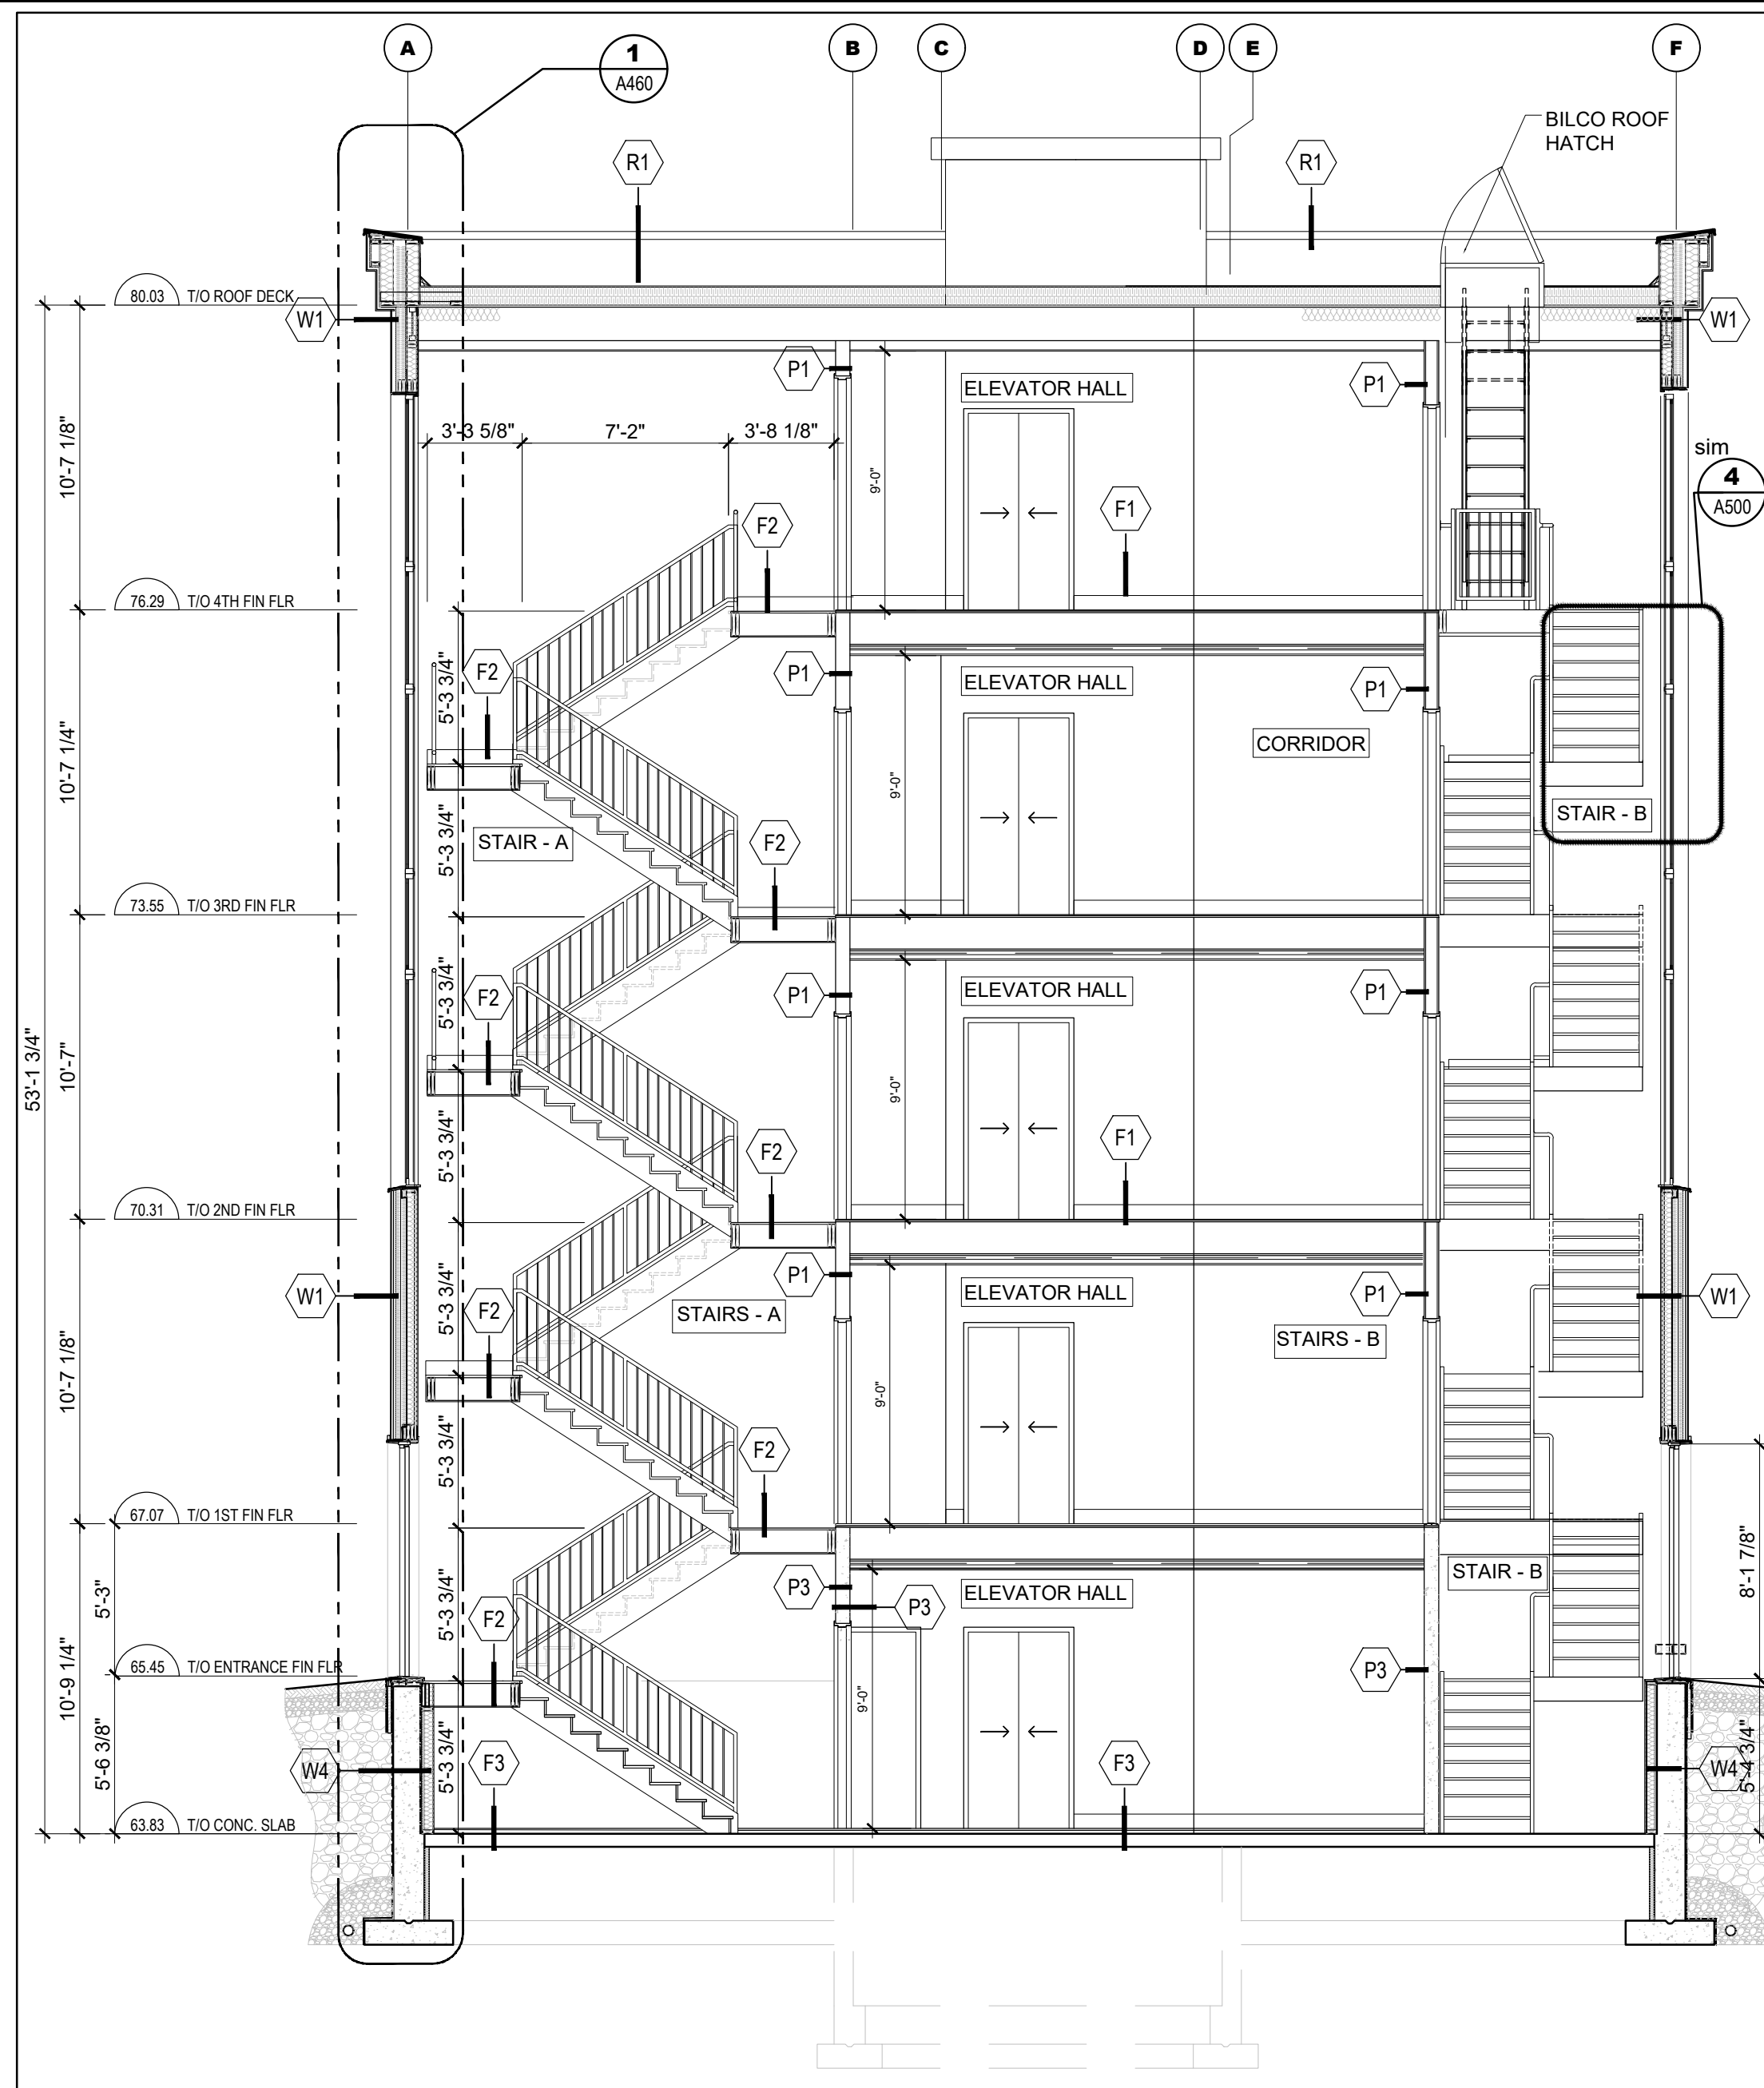 A
1
A460
B
C
D
E
F
BILCO ROOF
HATCH
R1
R1
80.03 T/O ROOF DECK
W1
W1
P1
ELEVATOR HALL
P1
10'-7 1/8"
3'-3 5/8"
7'-2"
3'-8 1/8"
9'-0"
sim
4
A500
F2
F1
76.29 T/O 4TH FIN FLR
F2
5'-3 3/4"
P1
ELEVATOR HALL
P1
10'-7 1/4"
CORRIDOR
9'-0"
5'-3 3/4"
STAIR - A
F2
STAIR - B
73.55 T/O 3RD FIN FLR
F2
5'-3 3/4"
P1
ELEVATOR HALL
P1
53'-1 3/4"
10'-7"
9'-0"
5'-3 3/4"
F2
F1
70.31 T/O 2ND FIN FLR
W1
F2
5'-3 3/4"
P1
ELEVATOR HALL
P1
W1
STAIRS - A
STAIRS - B
10'-7 1/8"
9'-0"
5'-3 3/4"
F2
67.07 T/O 1ST FIN FLR
5'-3"
5'-3 3/4"
F2
P3
P3
ELEVATOR HALL
STAIR - B
8'-1 7/8"
65.45 T/O ENTRANCE FIN FLR
10'-9 1/4"
P3
9'-0"
5'-6 3/8"
W4
5'-3 3/4"
F3
F3
W4
5'-4 3/4"
63.83 T/O CONC. SLAB